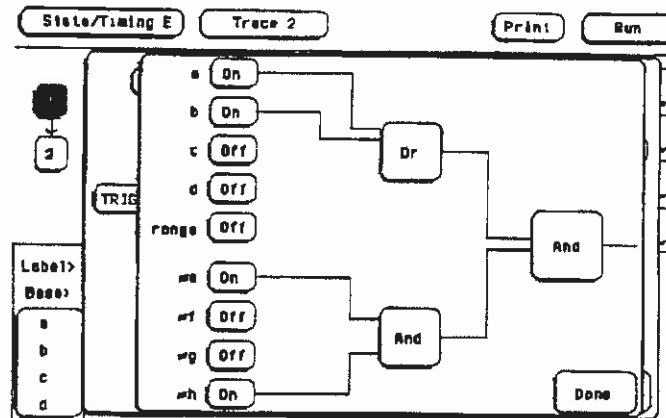 State/Timing E Trace 2 Print Run
a On
b On
c Off
d Off
range Off
Or
And
2
TRIG
Label>
Base>
a
b
c
d
≠e On
≠f Off
≠g Off
≠h On
And
Done